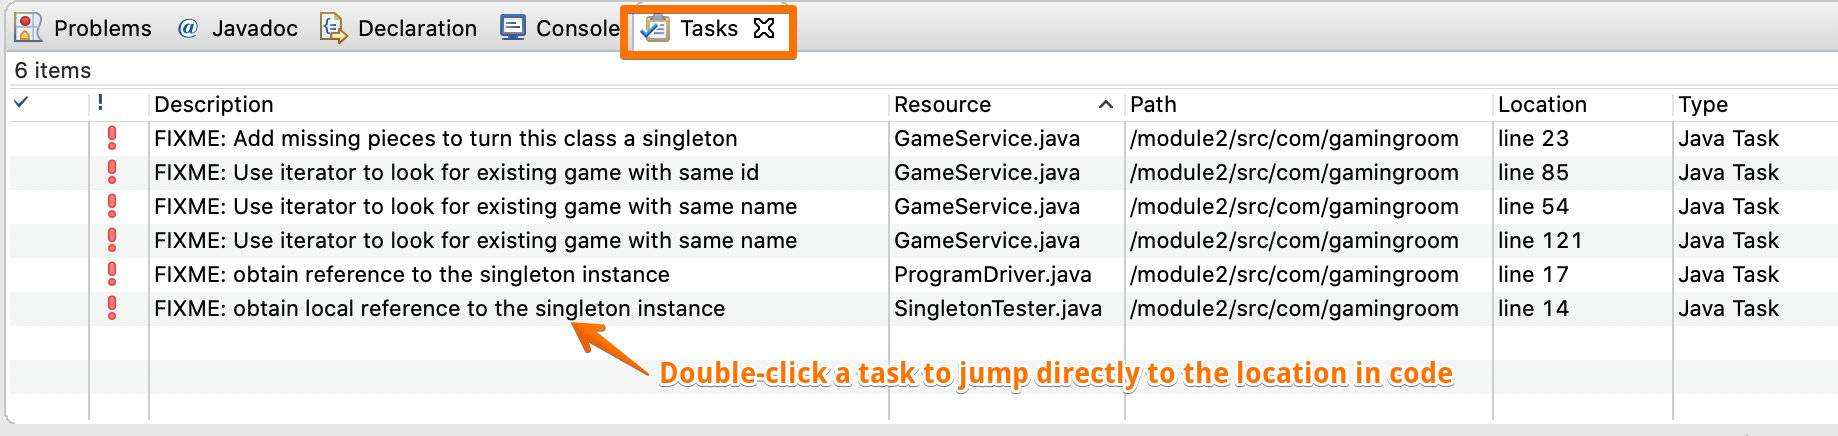 Problems @ Javadoc Declaration Console Tasks
6 items
! Description Resource Path Location Type
FIXME: Add missing pieces to turn this class a singleton GameService.java /module2/src/com/gamingroom line 23 Java Task
FIXME: Use iterator to look for existing game with same id GameService.java /module2/src/com/gamingroom line 85 Java Task
FIXME: Use iterator to look for existing game with same name GameService.java /module2/src/com/gamingroom line 54 Java Task
FIXME: Use iterator to look for existing game with same name GameService.java /module2/src/com/gamingroom line 121 Java Task
FIXME: obtain reference to the singleton instance ProgramDriver.java /module2/src/com/gamingroom line 17 Java Task
FIXME: obtain local reference to the singleton instance SingletonTester.java /module2/src/com/gamingroom line 14 Java Task
Double-click a task to jump directly to the location in code